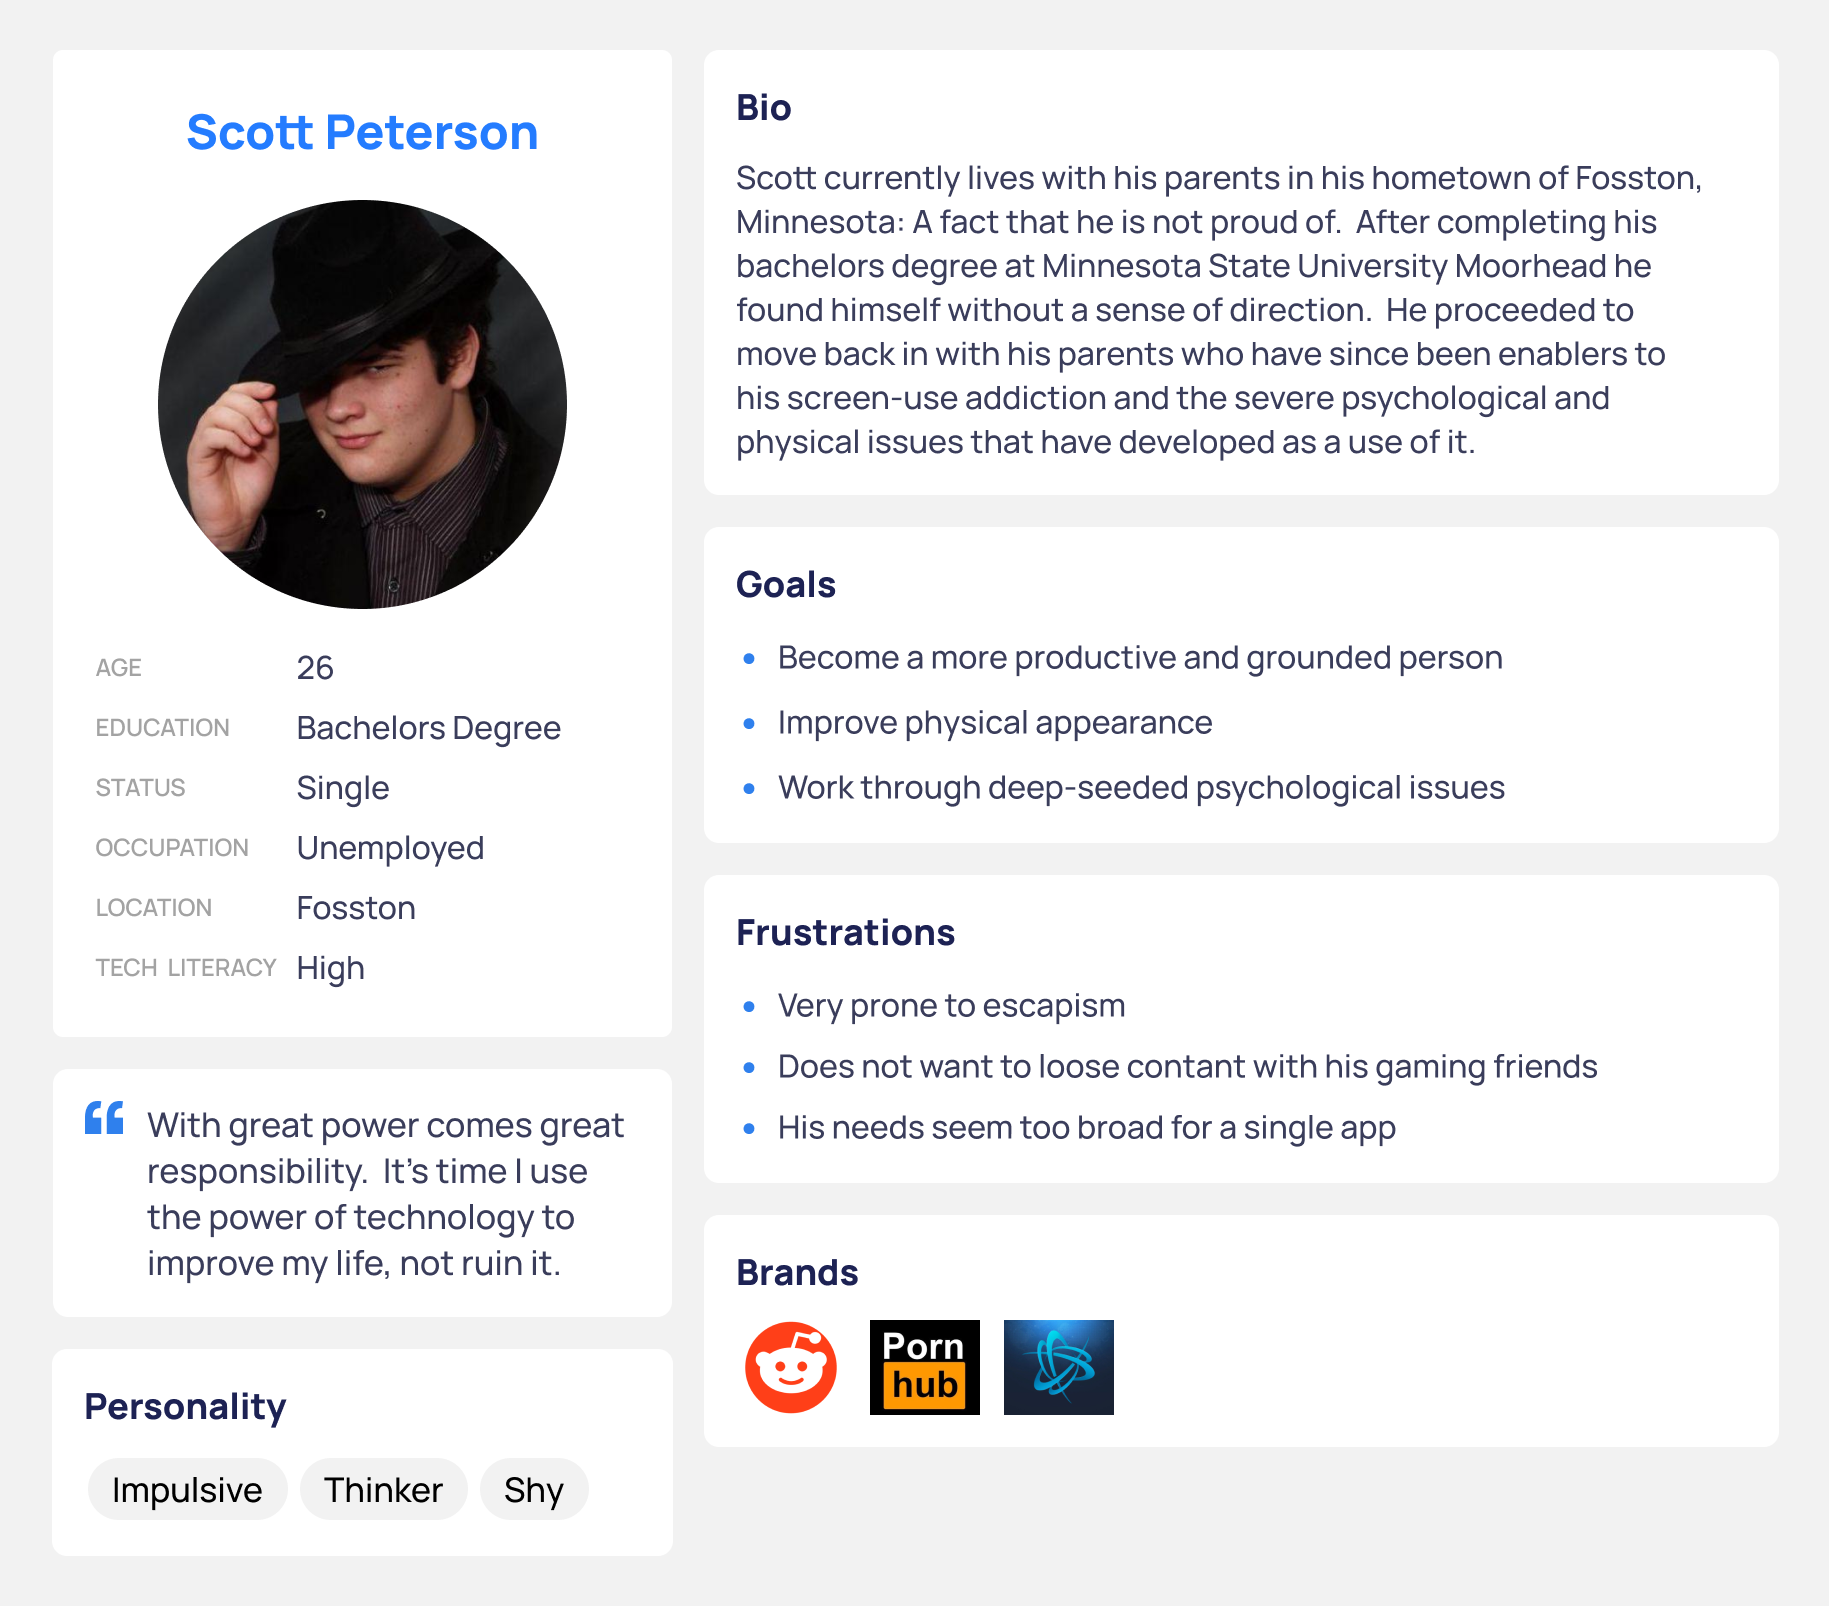 Scott Peterson
AGE 26
EDUCATION Bachelors Degree
STATUS Single
OCCUPATION Unemployed
LOCATION Fosston
TECH LITERACY High
“ With great power comes great
responsibility. It’s time I use
the power of technology to
improve my life, not ruin it.
Personality
Impulsive Thinker Shy
Bio
Scott currently lives with his parents in his hometown of Fosston,
Minnesota: A fact that he is not proud of. After completing his
bachelors degree at Minnesota State University Moorhead he
found himself without a sense of direction. He proceeded to
move back in with his parents who have since been enablers to
his screen-use addiction and the severe psychological and
physical issues that have developed as a use of it.
Goals
• Become a more productive and grounded person
• Improve physical appearance
• Work through deep-seeded psychological issues
Frustrations
• Very prone to escapism
• Does not want to loose contant with his gaming friends
• His needs seem too broad for a single app
Brands
Porn
hub